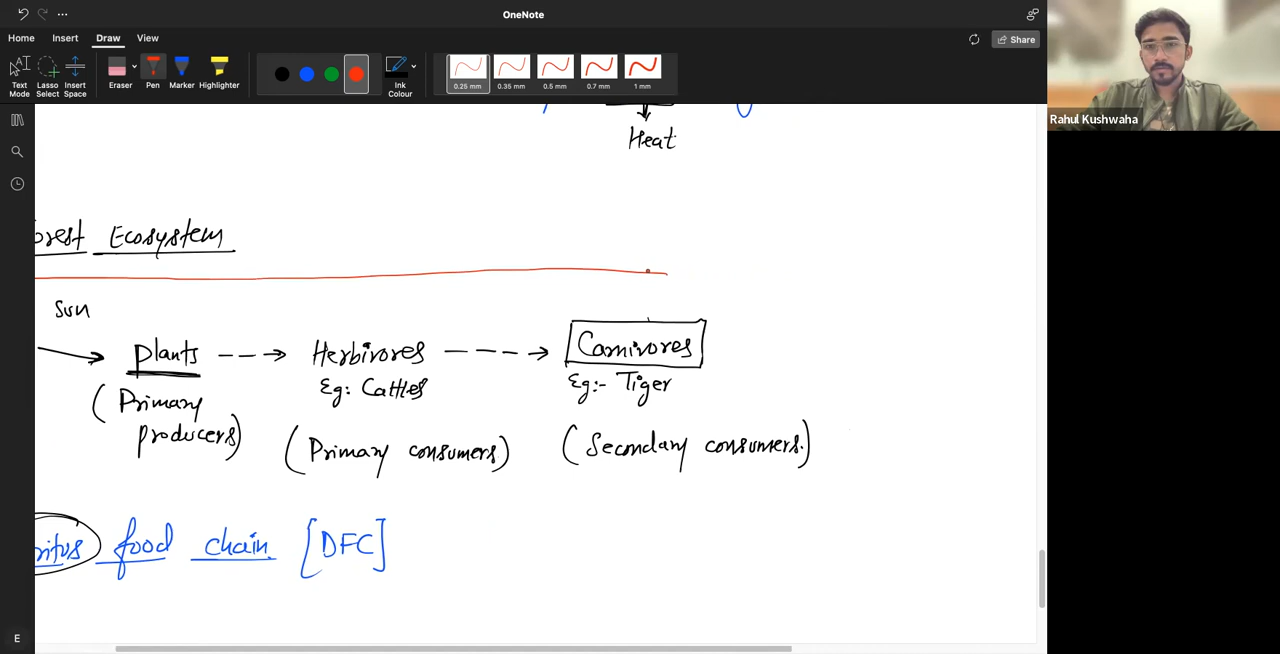 OneNote
Home Insert Draw View
Share
Text Mode
Lasso Select
Insert Space
Eraser
Pen
Marker
Highlighter
Ink Colour
0.25 mm 0.35 mm 0.5 mm 0.7 mm 1 mm
Rahul Kushwaha
Heat
orest Ecosystem
Sun
plants Herbivores Carnivores
Eg: Cattles Eg:- Tiger
(Primary producers) (Primary consumers) (Secondary consumers.)
ritus food chain [DFC]
E